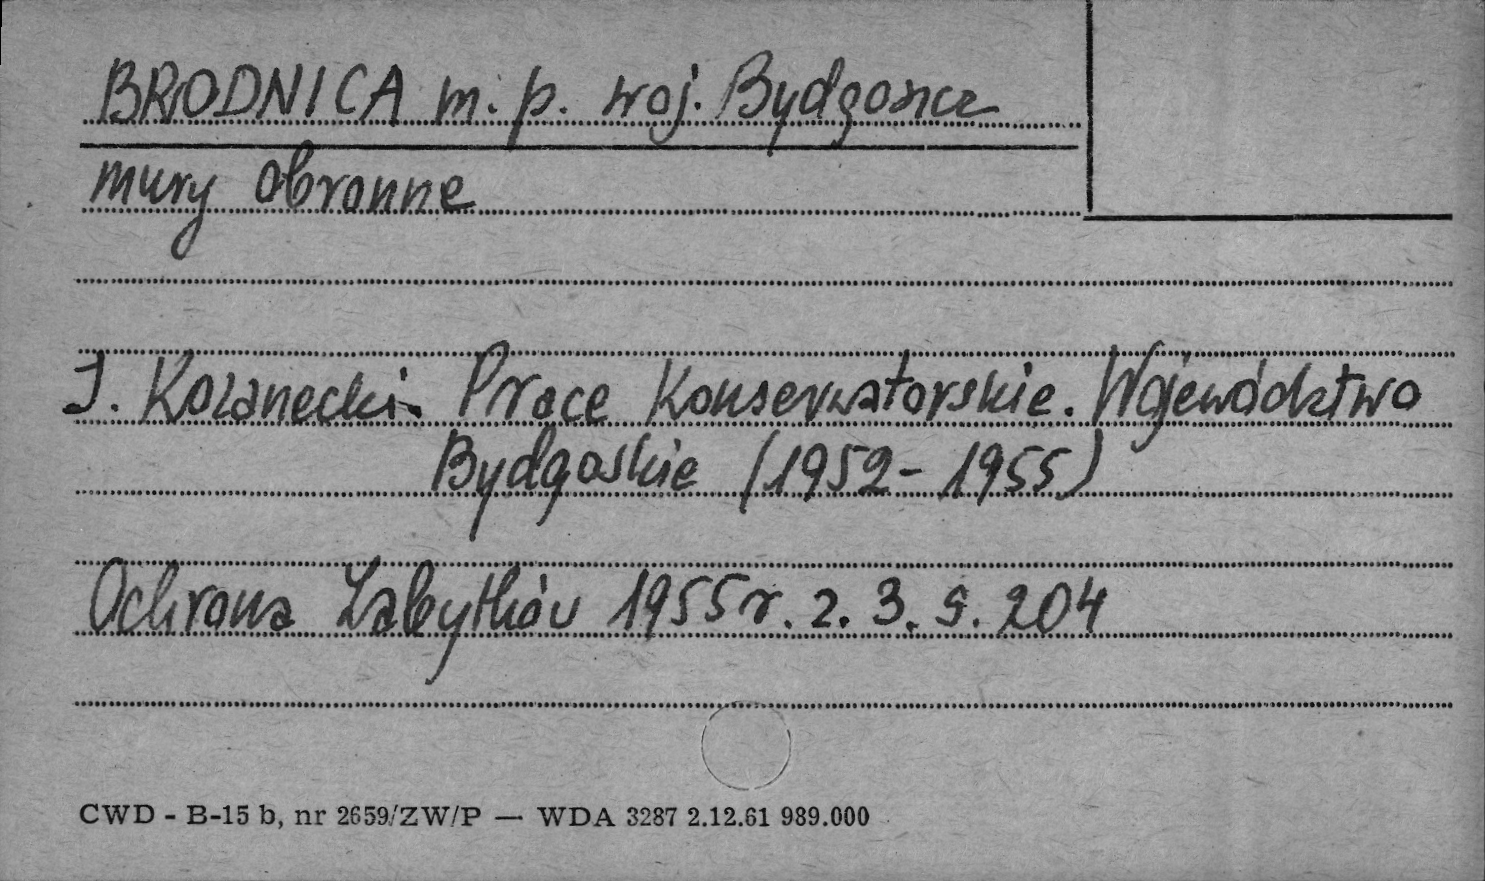 BRODNICA m. p. woj. Bydgoszcz
mury obronne
J. Kozanecki. Prace Konserwatorskie. Województwo
Bydgoskie (1952-1955)
Ochrona Zabytków 1955 r. z. 3. s. 204
CWD - B-15 b, nr 2659/ZW/P — WDA 3287 2.12.61 989.000